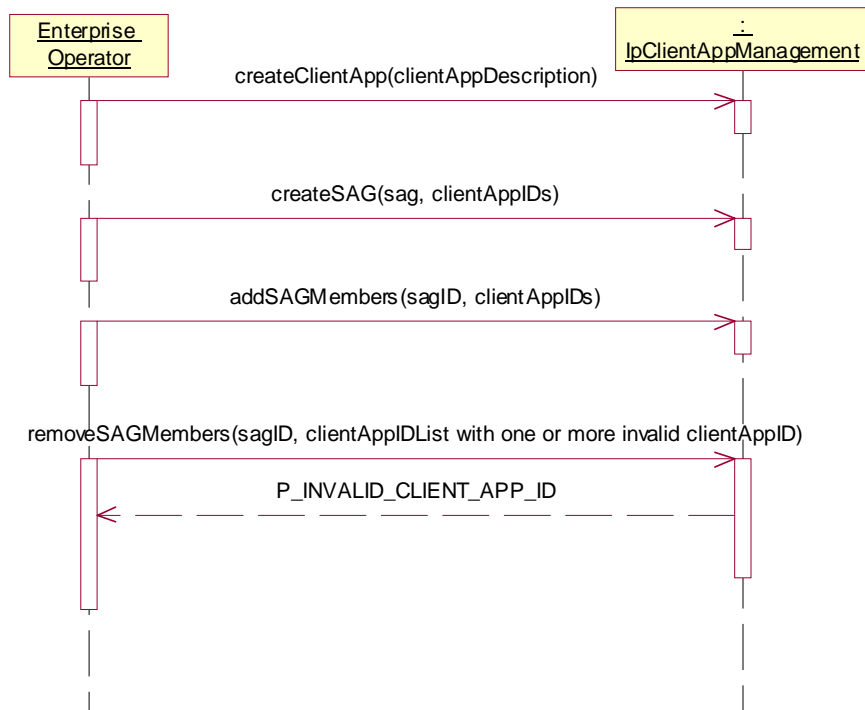 Enterprise
Operator
:
IpClientAppManagement
createClientApp(clientAppDescription)
createSAG(sag, clientAppIDs)
addSAGMembers(sagID, clientAppIDs)
removeSAGMembers(sagID, clientAppIDList with one or more invalid clientAppID)
P_INVALID_CLIENT_APP_ID